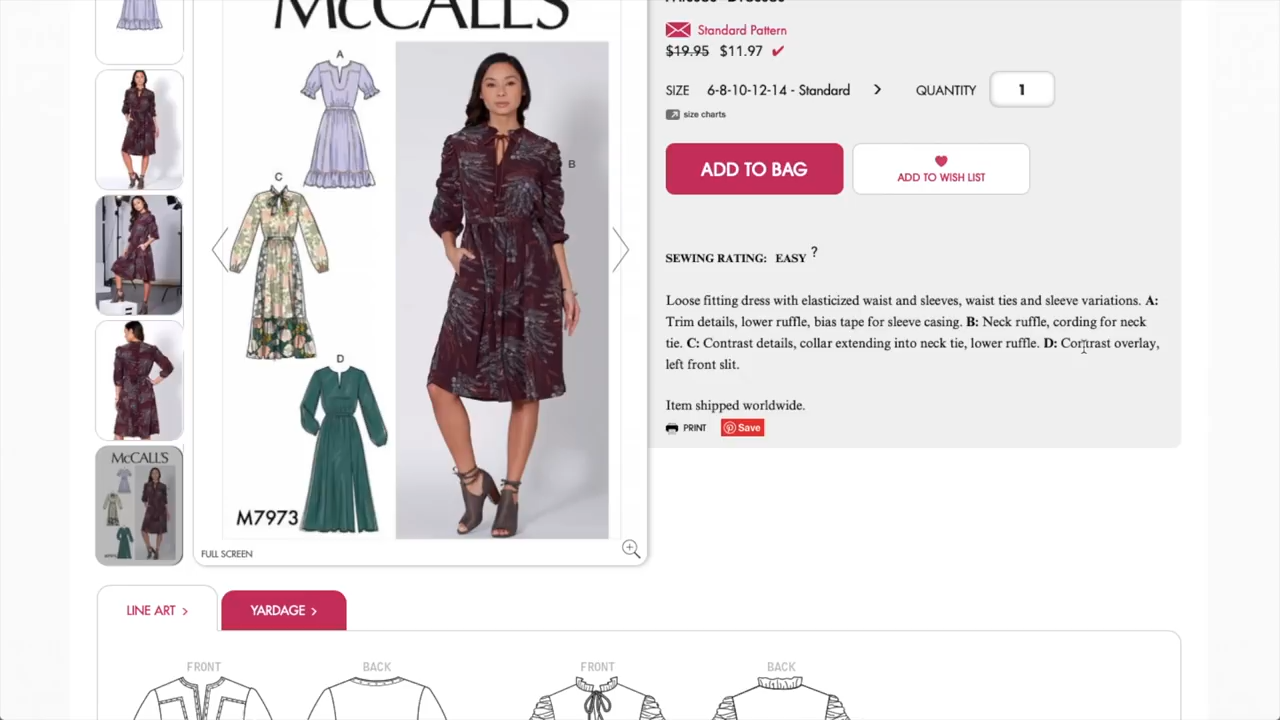 McCALL'S
A
B
C
D
M7973
FULL SCREEN
McCALL'S
Standard Pattern
$19.95 $11.97
SIZE 6-8-10-12-14 - Standard > QUANTITY 1
size charts
ADD TO BAG
ADD TO WISH LIST
SEWING RATING: EASY ?
Loose fitting dress with elasticized waist and sleeves, waist ties and sleeve variations. A:
Trim details, lower ruffle, bias tape for sleeve casing. B: Neck ruffle, cording for neck
tie. C: Contrast details, collar extending into neck tie, lower ruffle. D: Contrast overlay,
left front slit.
Item shipped worldwide.
PRINT Save
LINE ART > YARDAGE >
FRONT BACK FRONT BACK